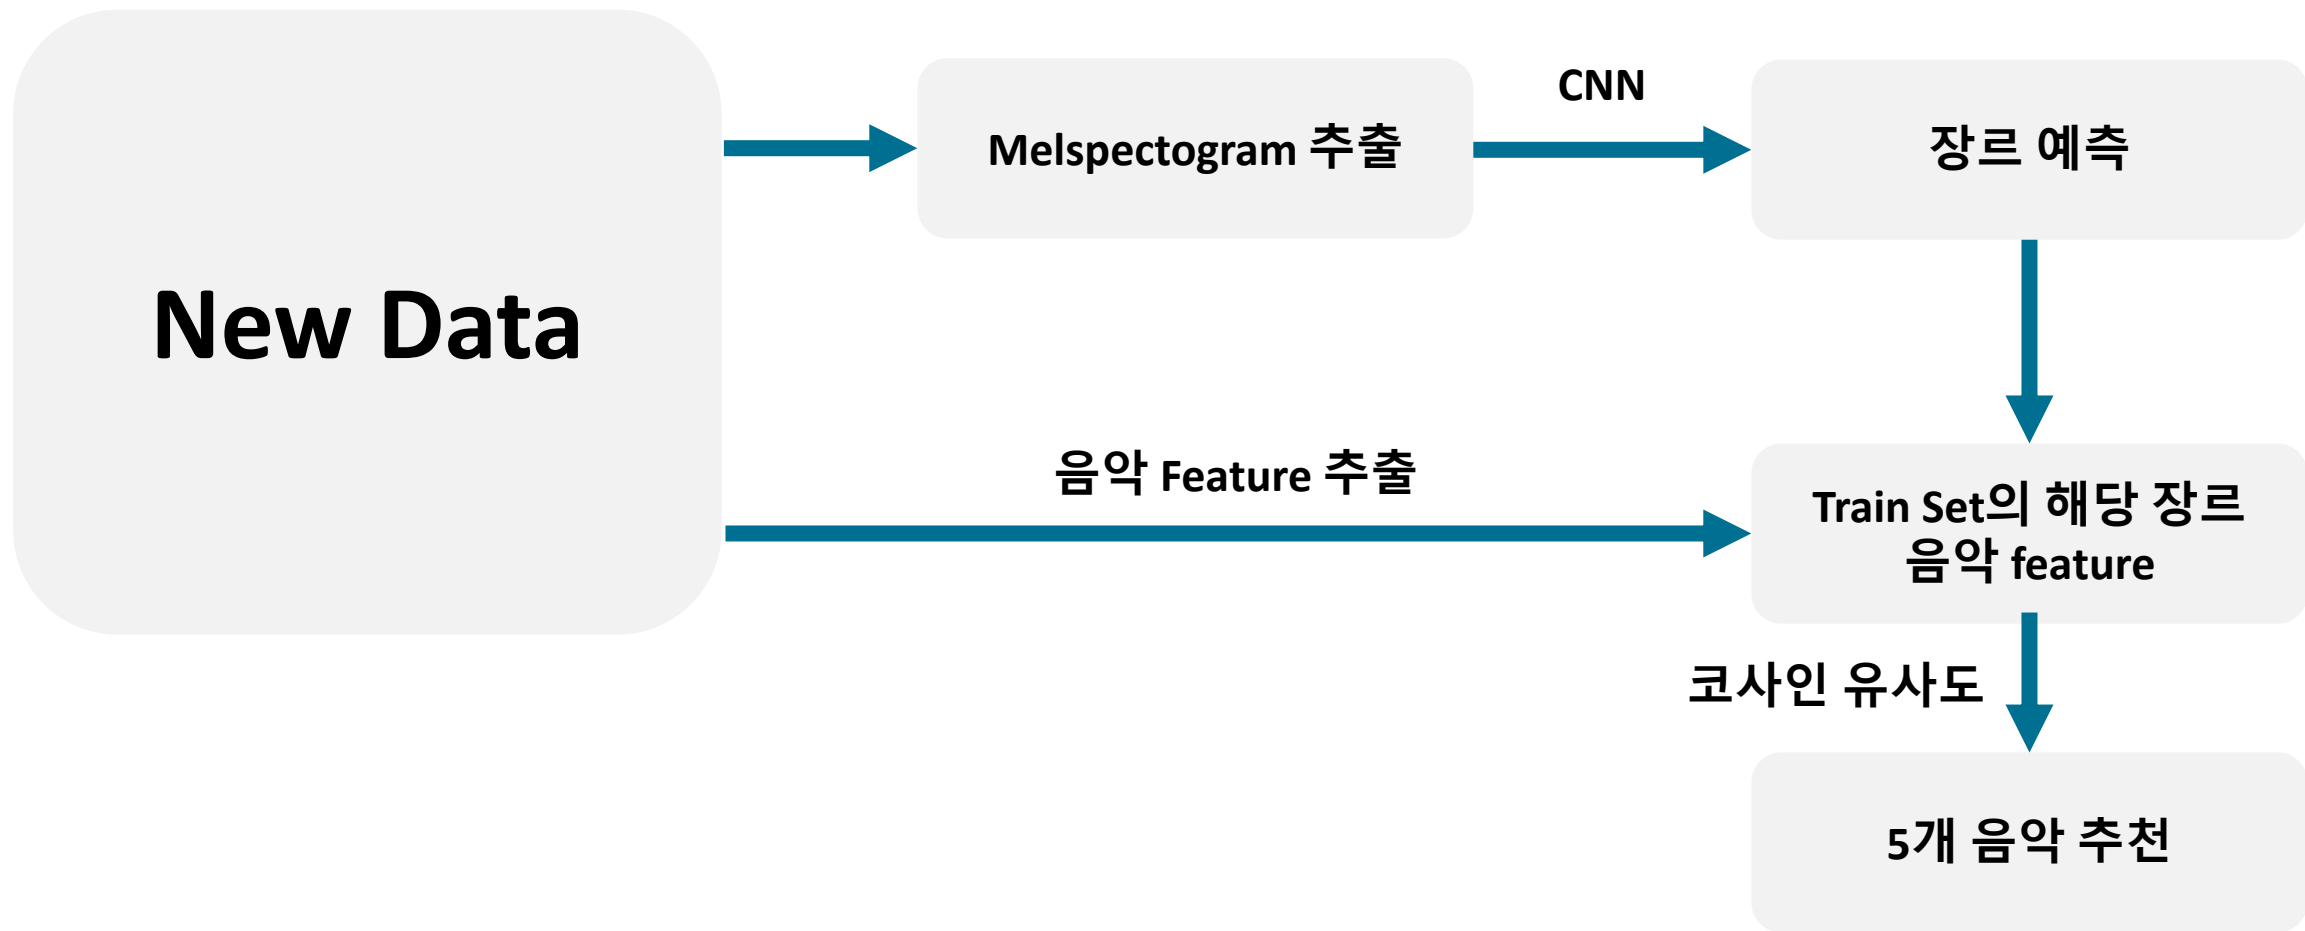 New Data
Melspectogram 추출
CNN
장르 예측
음악 Feature 추출
Train Set의 해당 장르
음악 feature
코사인 유사도
5개 음악 추천